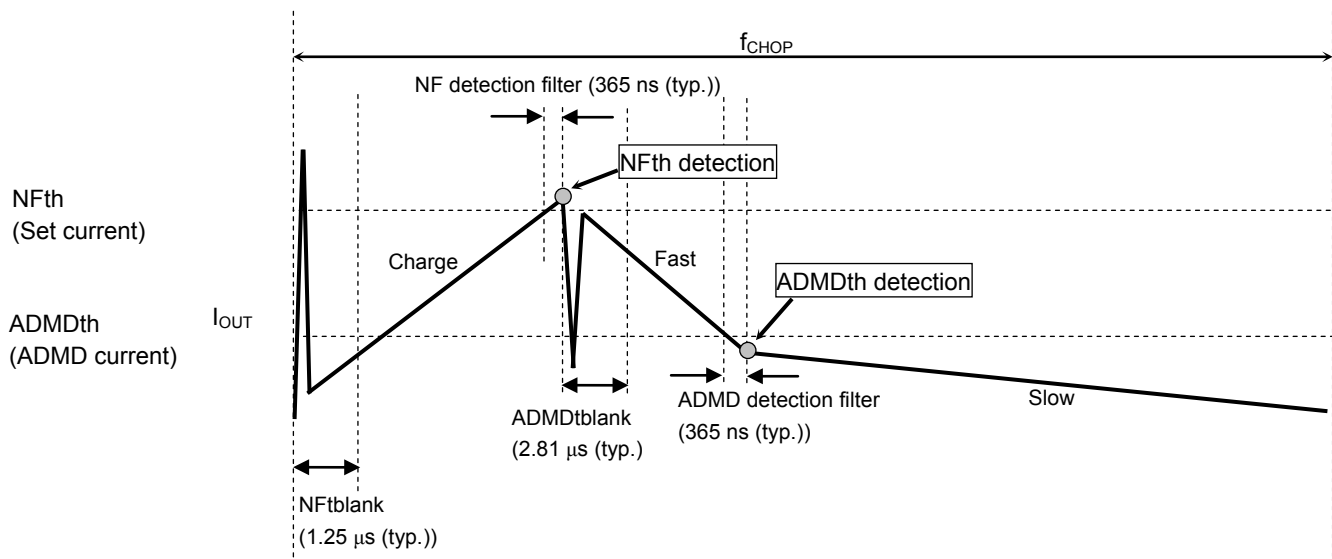 fCHOP
NF detection filter (365 ns (typ.))
NFth detection
NFth
(Set current)
Charge
Fast
ADMDth detection
ADMDth
(ADMD current)
IOUT
ADMDtblank
(2.81 μs (typ.)
ADMD detection filter
(365 ns (typ.))
Slow
NFtblank
(1.25 μs (typ.))